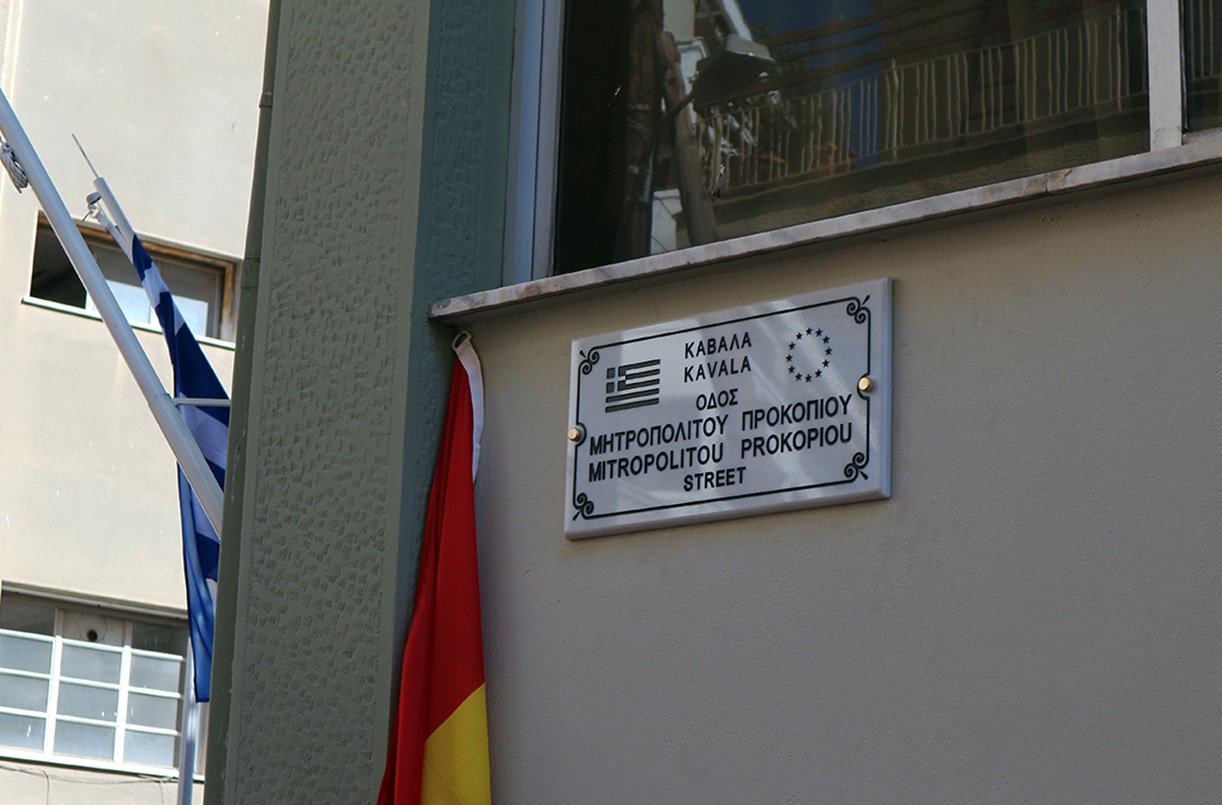 ΚΑΒΑΛΑ
KAVALA
ΟΔΟΣ
ΜΗΤΡΟΠΟΛΙΤΟΥ ΠΡΟΚΟΠΙΟΥ
MITROPOLITOU PROKOPIOU
STREET